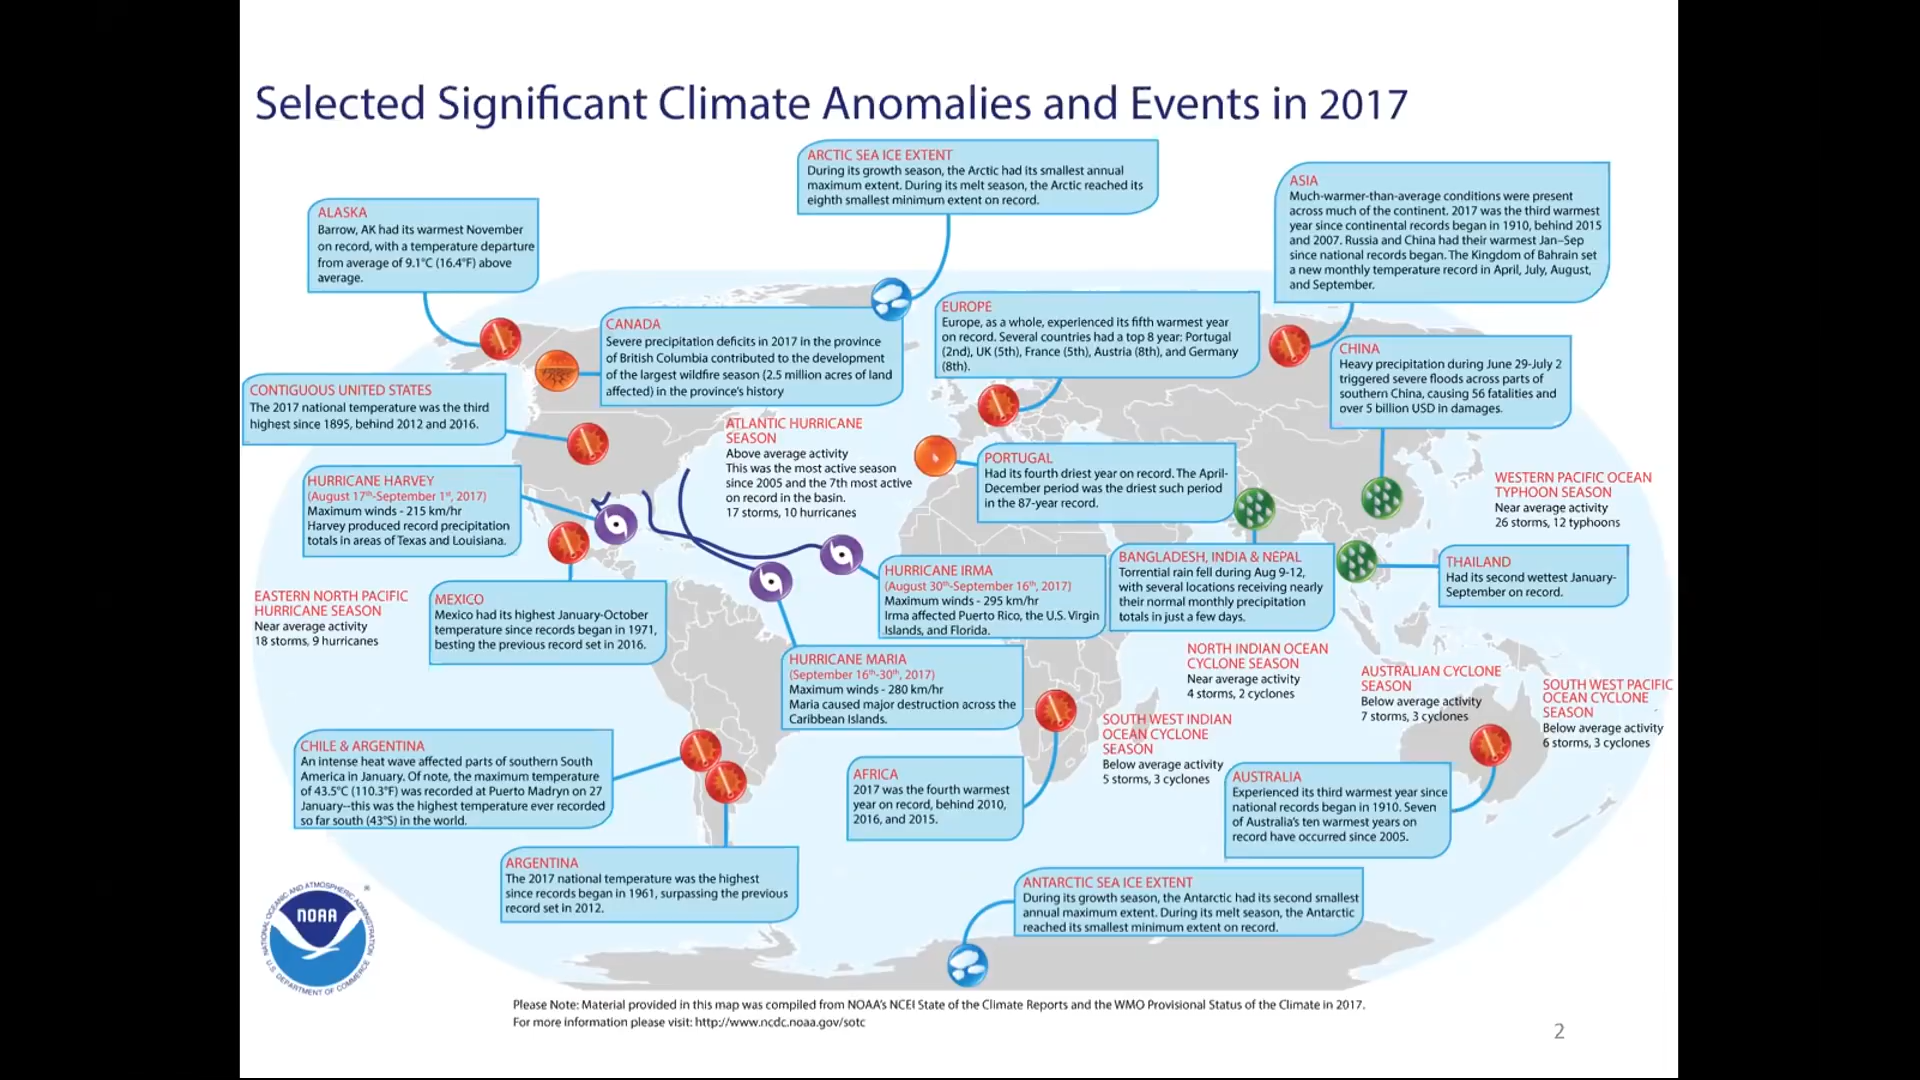 Selected Significant Climate Anomalies and Events in 2017
ARCTIC SEA ICE EXTENT
During its growth season, the Arctic had its smallest annual
maximum extent. During its melt season, the Arctic reached its
eighth smallest minimum extent on record.
ASIA
Much-warmer-than-average conditions were present
across much of the continent. 2017 was the third warmest
year since continental records began in 1910, behind 2015
and 2007. Russia and China had their warmest Jan–Sep
since national records began. The Kingdom of Bahrain set
a new monthly temperature record in April, July, August,
and September.
ALASKA
Barrow, AK had its warmest November
on record, with a temperature departure
from average of 9.1°C (16.4°F) above
average.
CANADA
Severe precipitation deficits in 2017 in the province
of British Columbia contributed to the development
of the largest wildfire season (2.5 million acres of land
affected) in the province's history
EUROPE
Europe, as a whole, experienced its fifth warmest year
on record. Several countries had a top 8 year: Portugal
(2nd), UK (5th), France (5th), Austria (8th), and Germany
(8th).
CHINA
Heavy precipitation during June 29-July 2
triggered severe floods across parts of
southern China, causing 56 fatalities and
over 5 billion USD in damages.
CONTIGUOUS UNITED STATES
The 2017 national temperature was the third
highest since 1895, behind 2012 and 2016.
ATLANTIC HURRICANE
SEASON
Above average activity
This was the most active season
since 2005 and the 7th most active
on record in the basin.
17 storms, 10 hurricanes
PORTUGAL
Had its fourth driest year on record. The April-
December period was the driest such period
in the 87-year record.
HURRICANE HARVEY
(August 17th-September 1st, 2017)
Maximum winds - 215 km/hr
Harvey produced record precipitation
totals in areas of Texas and Louisiana.
WESTERN PACIFIC OCEAN
TYPHOON SEASON
Near average activity
26 storms, 12 typhoons
HURRICANE IRMA
(August 30th-September 16th, 2017)
Maximum winds - 295 km/hr
Irma affected Puerto Rico, the U.S. Virgin
Islands, and Florida.
BANGLADESH, INDIA & NEPAL
Torrential rain fell during Aug 9-12,
with several locations receiving nearly
their normal monthly precipitation
totals in just a few days.
THAILAND
Had its second wettest January-
September on record.
EASTERN NORTH PACIFIC
HURRICANE SEASON
Near average activity
18 storms, 9 hurricanes
MEXICO
Mexico had its highest January-October
temperature since records began in 1971,
besting the previous record set in 2016.
HURRICANE MARIA
(September 16th-30th, 2017)
Maximum winds - 280 km/hr
Maria caused major destruction across the
Caribbean Islands.
NORTH INDIAN OCEAN
CYCLONE SEASON
Near average activity
4 storms, 2 cyclones
AUSTRALIAN CYCLONE
SEASON
Below average activity
7 storms, 3 cyclones
SOUTH WEST PACIFIC
OCEAN CYCLONE
SEASON
Below average activity
6 storms, 3 cyclones
SOUTH WEST INDIAN
OCEAN CYCLONE
SEASON
Below average activity
5 storms, 3 cyclones
CHILE & ARGENTINA
An intense heat wave affected parts of southern South
America in January. Of note, the maximum temperature
of 43.5°C (110.3°F) was recorded at Puerto Madryn on 27
January--this was the highest temperature ever recorded
so far south (43°S) in the world.
AFRICA
2017 was the fourth warmest
year on record, behind 2010,
2016, and 2015.
AUSTRALIA
Experienced its third warmest year since
national records began in 1910. Seven
of Australia's ten warmest years on
record have occurred since 2005.
ARGENTINA
The 2017 national temperature was the highest
since records began in 1961, surpassing the previous
record set in 2012.
ANTARCTIC SEA ICE EXTENT
During its growth season, the Antarctic had its second smallest
annual maximum extent. During its melt season, the Antarctic
reached its smallest minimum extent on record.
NATIONAL OCEANIC AND ATMOSPHERIC ADMINISTRATION
NOAA
U.S. DEPARTMENT OF COMMERCE
Please Note: Material provided in this map was compiled from NOAA's NCEI State of the Climate Reports and the WMO Provisional Status of the Climate in 2017.
For more information please visit: http://www.ncdc.noaa.gov/sotc
2